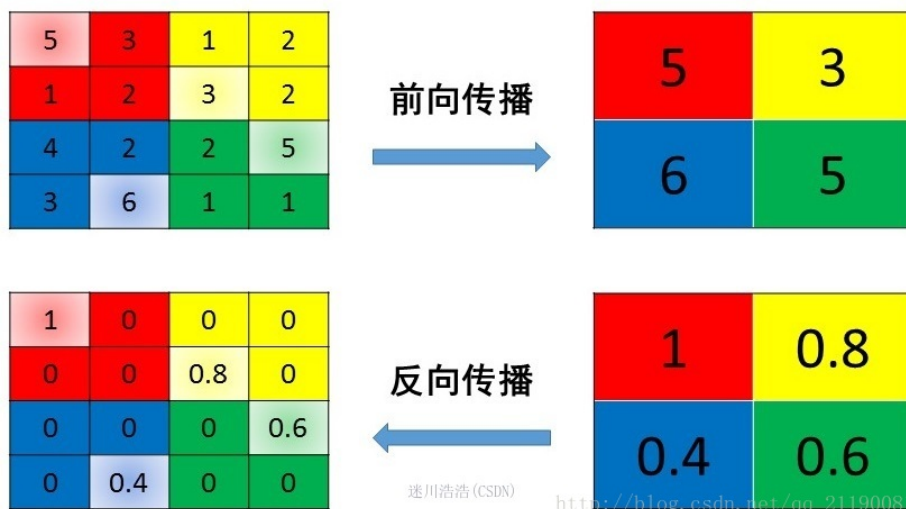 5 3 1 2
1 2 3 2
4 2 2 5
3 6 1 1
前向传播
5 3
6 5
1 0 0 0
0 0 0.8 0
0 0 0 0.6
0 0.4 0 0
反向传播
1 0.8
0.4 0.6
迷川浩浩(CSDN)
http://blog.csdn.net/qq_2119008